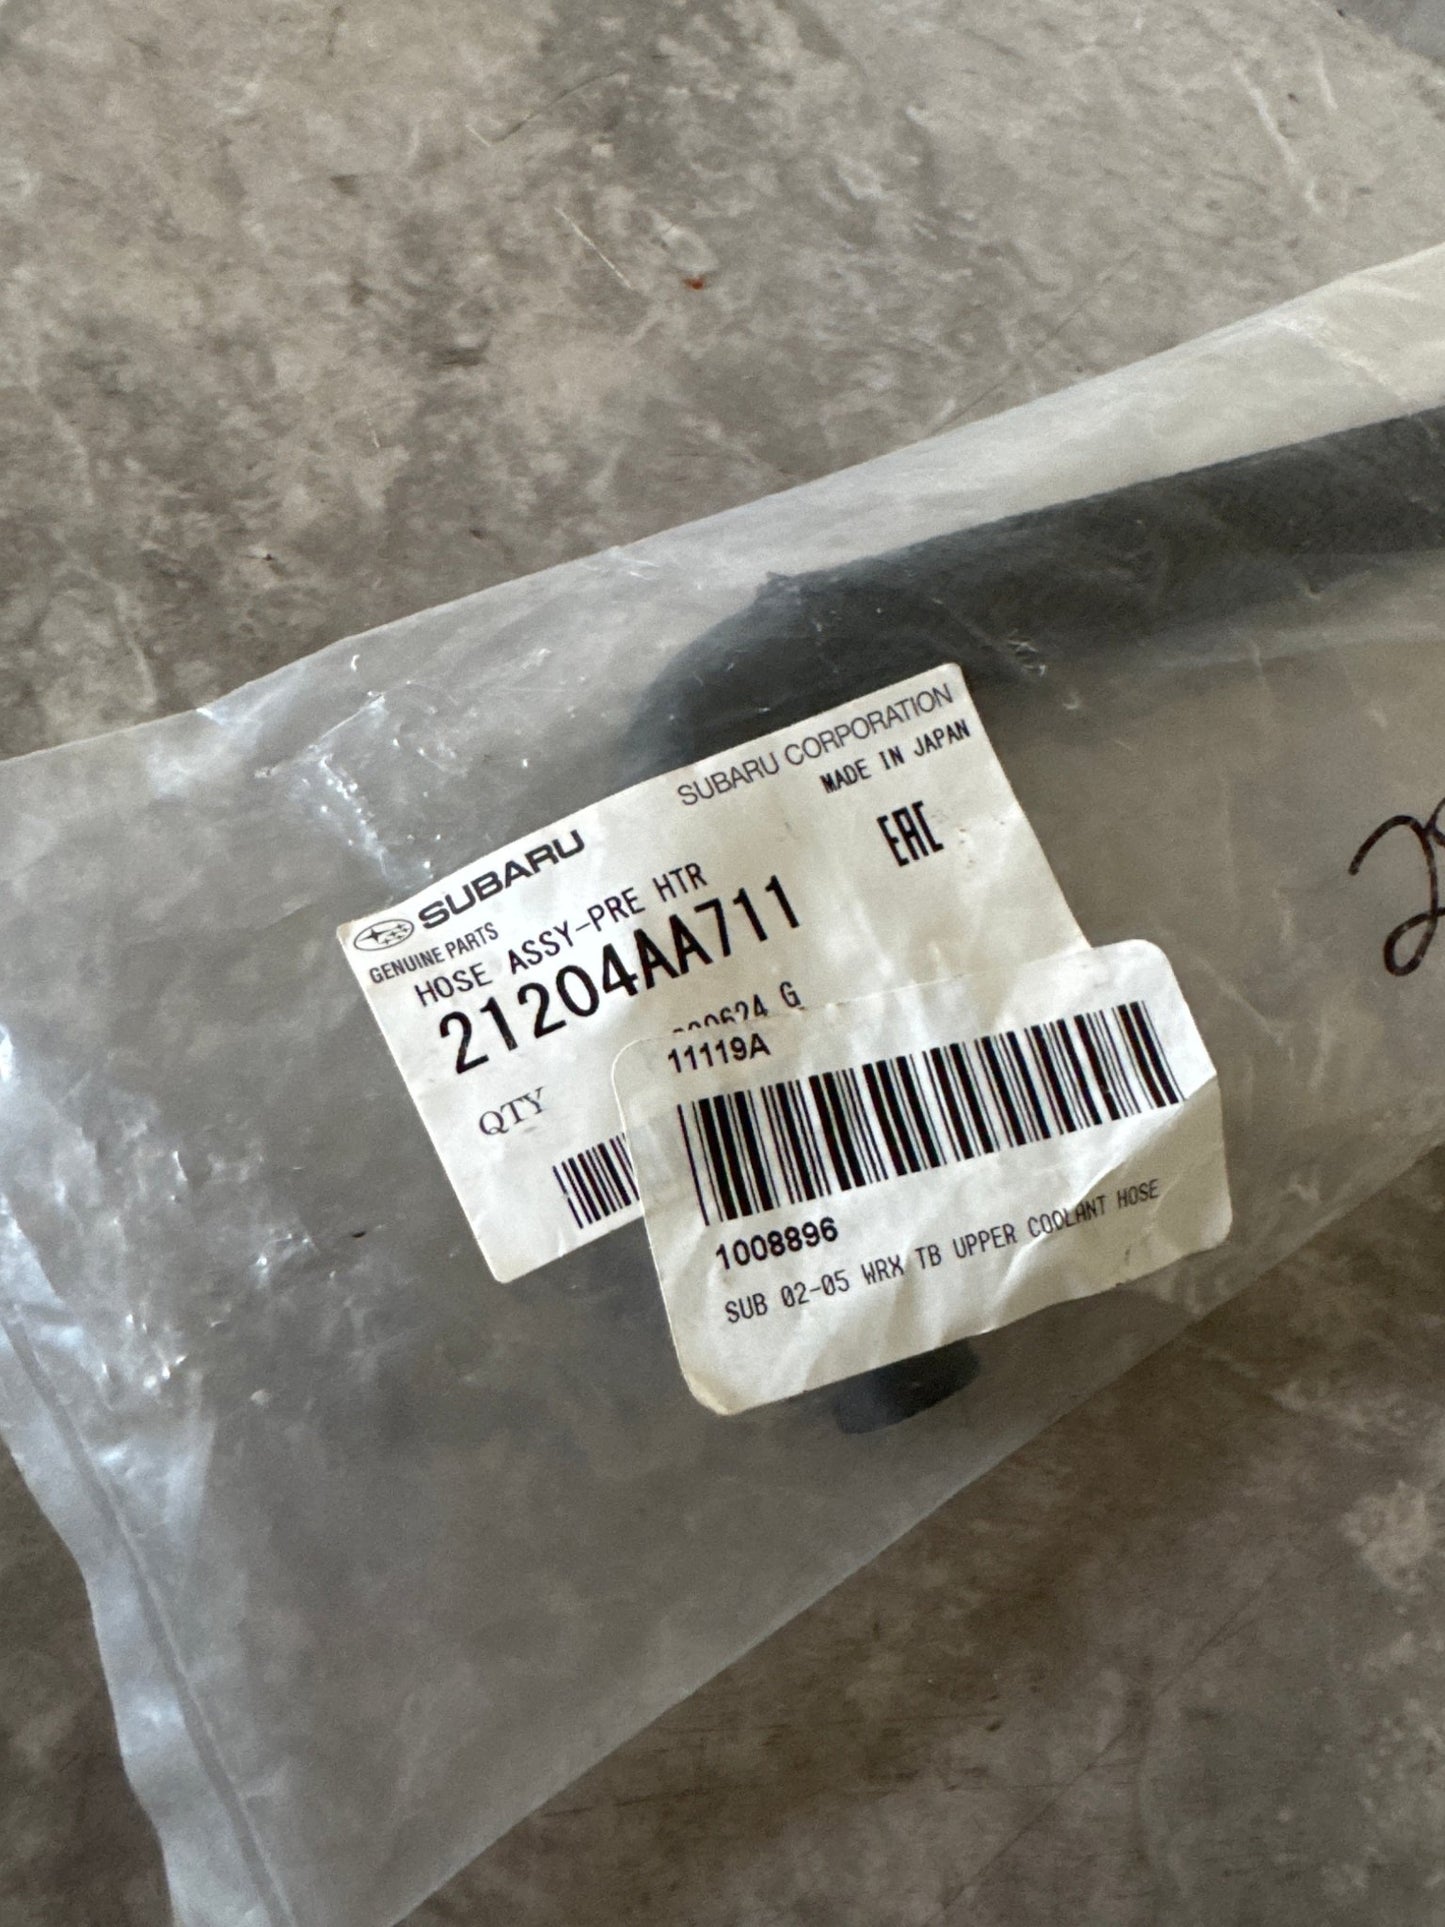 SUBARU CORPORATION
MADE IN JAPAN
SUBARU
GENUINE PARTS
EAC
HOSE ASSY-PRE HTR
21204AA711
G
QTY
11119A
1008896
SUB 02-05 WRX TB UPPER COOLANT HOSE